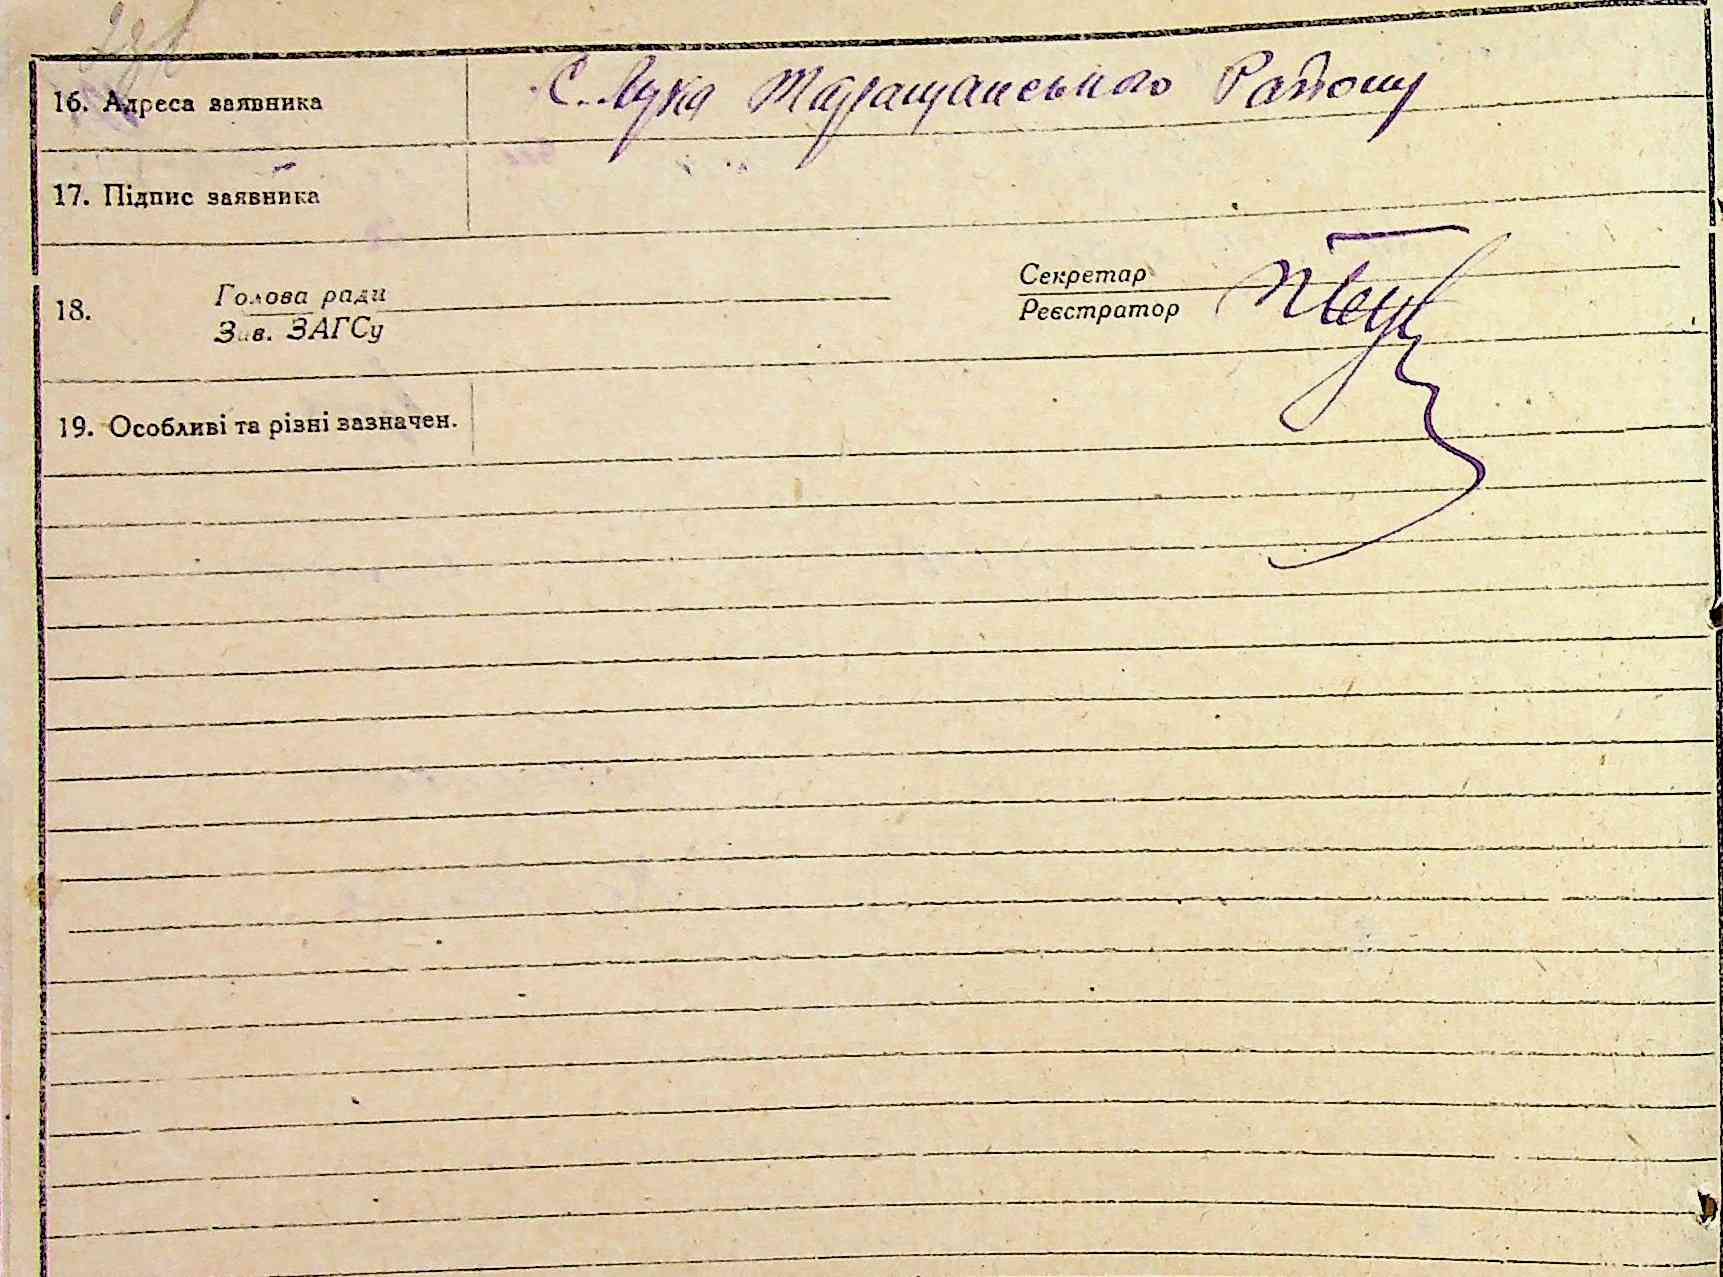 16. Адреса заявника С. Лука Таращанського Району
17. Підпис заявника
18. Голова ради Секретар
Зав. ЗАГСу Реєстратор
19. Особливі та різні зазначен.